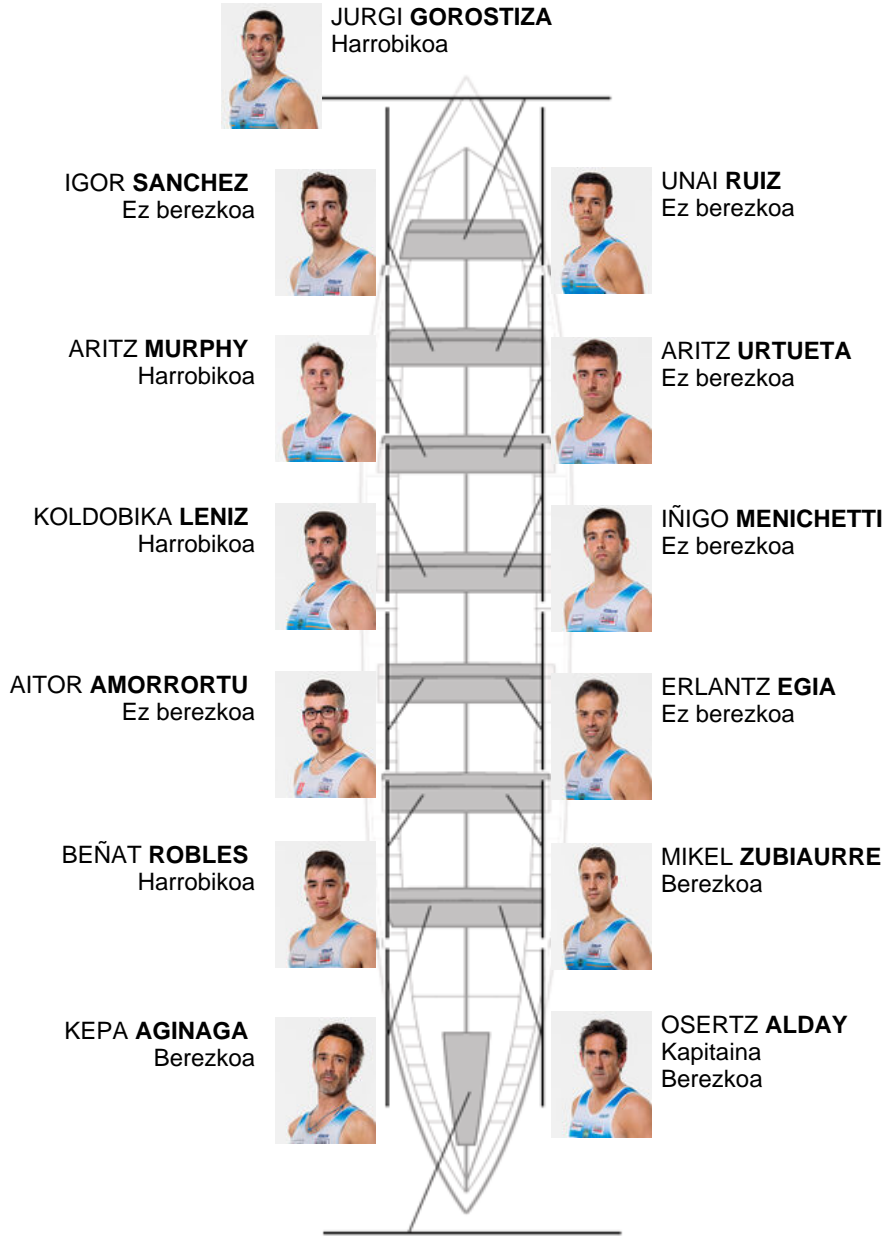 JURGI GOROSTIZA
Harrobikoa
IGOR SANCHEZ
Ez berezkoa
UNAI RUIZ
Ez berezkoa
ARITZ MURPHY
Harrobikoa
ARITZ URTUETA
Ez berezkoa
KOLDOBIKA LENIZ
Harrobikoa
IÑIGO MENICHETTI
Ez berezkoa
AITOR AMORRORTU
Ez berezkoa
ERLANTZ EGIA
Ez berezkoa
BEÑAT ROBLES
Harrobikoa
MIKEL ZUBIAURRE
Berezkoa
KEPA AGINAGA
Berezkoa
OSERTZ ALDAY
Kapitaina
Berezkoa